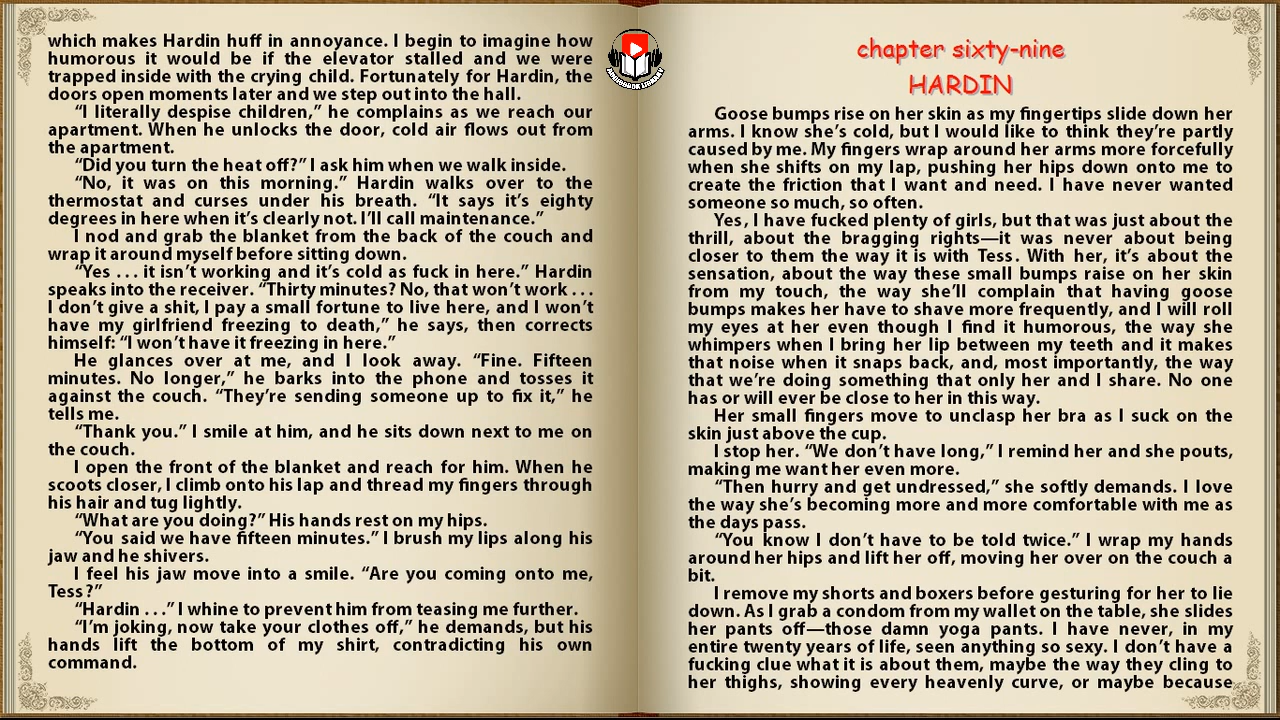 which makes Hardin huff in annoyance. I begin to imagine how
humorous it would be if the elevator stalled and we were
trapped inside with the crying child. Fortunately for Hardin, the
doors open moments later and we step out into the hall.
“I literally despise children,” he complains as we reach our
apartment. When he unlocks the door, cold air flows out from
the apartment.
“Did you turn the heat off?” I ask him when we walk inside.
“No, it was on this morning.” Hardin walks over to the
thermostat and curses under his breath. “It says it’s eighty
degrees in here when it’s clearly not. I’ll call maintenance.”
I nod and grab the blanket from the back of the couch and
wrap it around myself before sitting down.
“Yes . . . it isn’t working and it’s cold as fuck in here.” Hardin
speaks into the receiver. “Thirty minutes? No, that won’t work . . .
I don’t give a shit, I pay a small fortune to live here, and I won’t
have my girlfriend freezing to death,” he says, then corrects
himself: “I won’t have it freezing in here.”
He glances over at me, and I look away. “Fine. Fifteen
minutes. No longer,” he barks into the phone and tosses it
against the couch. “They’re sending someone up to fix it,” he
tells me.
“Thank you.” I smile at him, and he sits down next to me on
the couch.
I open the front of the blanket and reach for him. When he
scoots closer, I climb onto his lap and thread my fingers through
his hair and tug lightly.
“What are you doing?” His hands rest on my hips.
“You said we have fifteen minutes.” I brush my lips along his
jaw and he shivers.
I feel his jaw move into a smile. “Are you coming onto me,
Tess?”
“Hardin . . .” I whine to prevent him from teasing me further.
“I’m joking, now take your clothes off,” he demands, but his
hands lift the bottom of my shirt, contradicting his own
command.
chapter sixty-nine
HARDIN
Goose bumps rise on her skin as my fingertips slide down her
arms. I know she’s cold, but I would like to think they’re partly
caused by me. My fingers wrap around her arms more forcefully
when she shifts on my lap, pushing her hips down onto me to
create the friction that I want and need. I have never wanted
someone so much, so often.
Yes, I have fucked plenty of girls, but that was just about the
thrill, about the bragging rights—it was never about being
closer to them the way it is with Tess. With her, it’s about the
sensation, about the way these small bumps raise on her skin
from my touch, the way she’ll complain that having goose
bumps makes her have to shave more frequently, and I will roll
my eyes at her even though I find it humorous, the way she
whimpers when I bring her lip between my teeth and it makes
that noise when it snaps back, and, most importantly, the way
that we’re doing something that only her and I share. No one
has or will ever be close to her in this way.
Her small fingers move to unclasp her bra as I suck on the
skin just above the cup.
I stop her. “We don’t have long,” I remind her and she pouts,
making me want her even more.
“Then hurry and get undressed,” she softly demands. I love
the way she’s becoming more and more comfortable with me as
the days pass.
“You know I don’t have to be told twice.” I wrap my hands
around her hips and lift her off, moving her over on the couch a
bit.
I remove my shorts and boxers before gesturing for her to lie
down. As I grab a condom from my wallet on the table, she slides
her pants off—those damn yoga pants. I have never, in my
entire twenty years of life, seen anything so sexy. I don’t have a
fucking clue what it is about them, maybe the way they cling to
her thighs, showing every heavenly curve, or maybe because